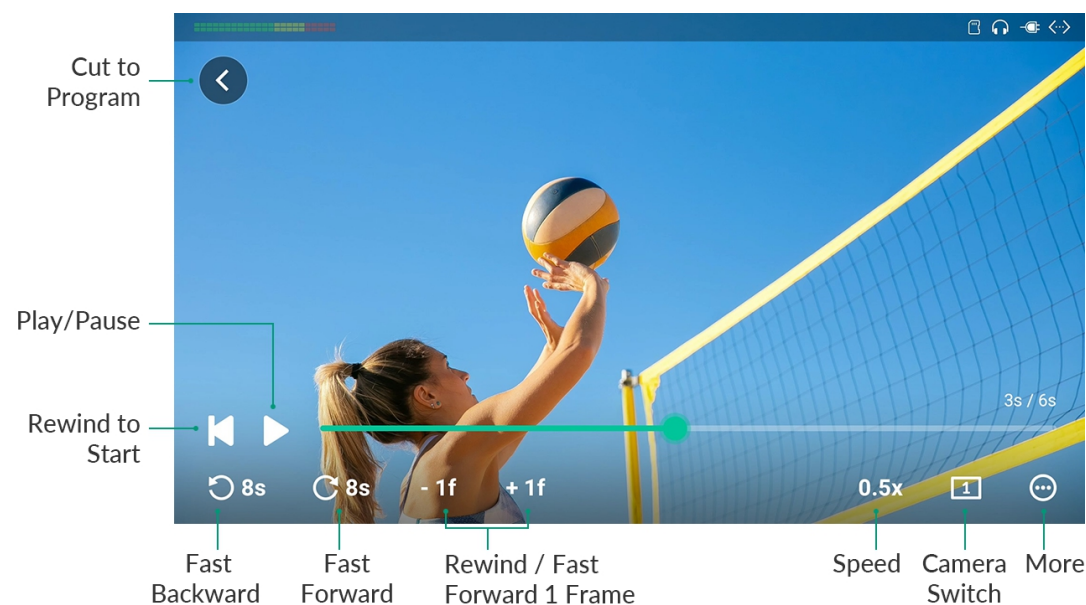 Cut to
Program
Play/Pause
3s / 6s
Rewind to
Start
8s
8s
- 1f
+ 1f
0.5x
1
Fast
Backward
Fast
Forward
Rewind / Fast
Forward 1 Frame
Speed
Camera
Switch
More